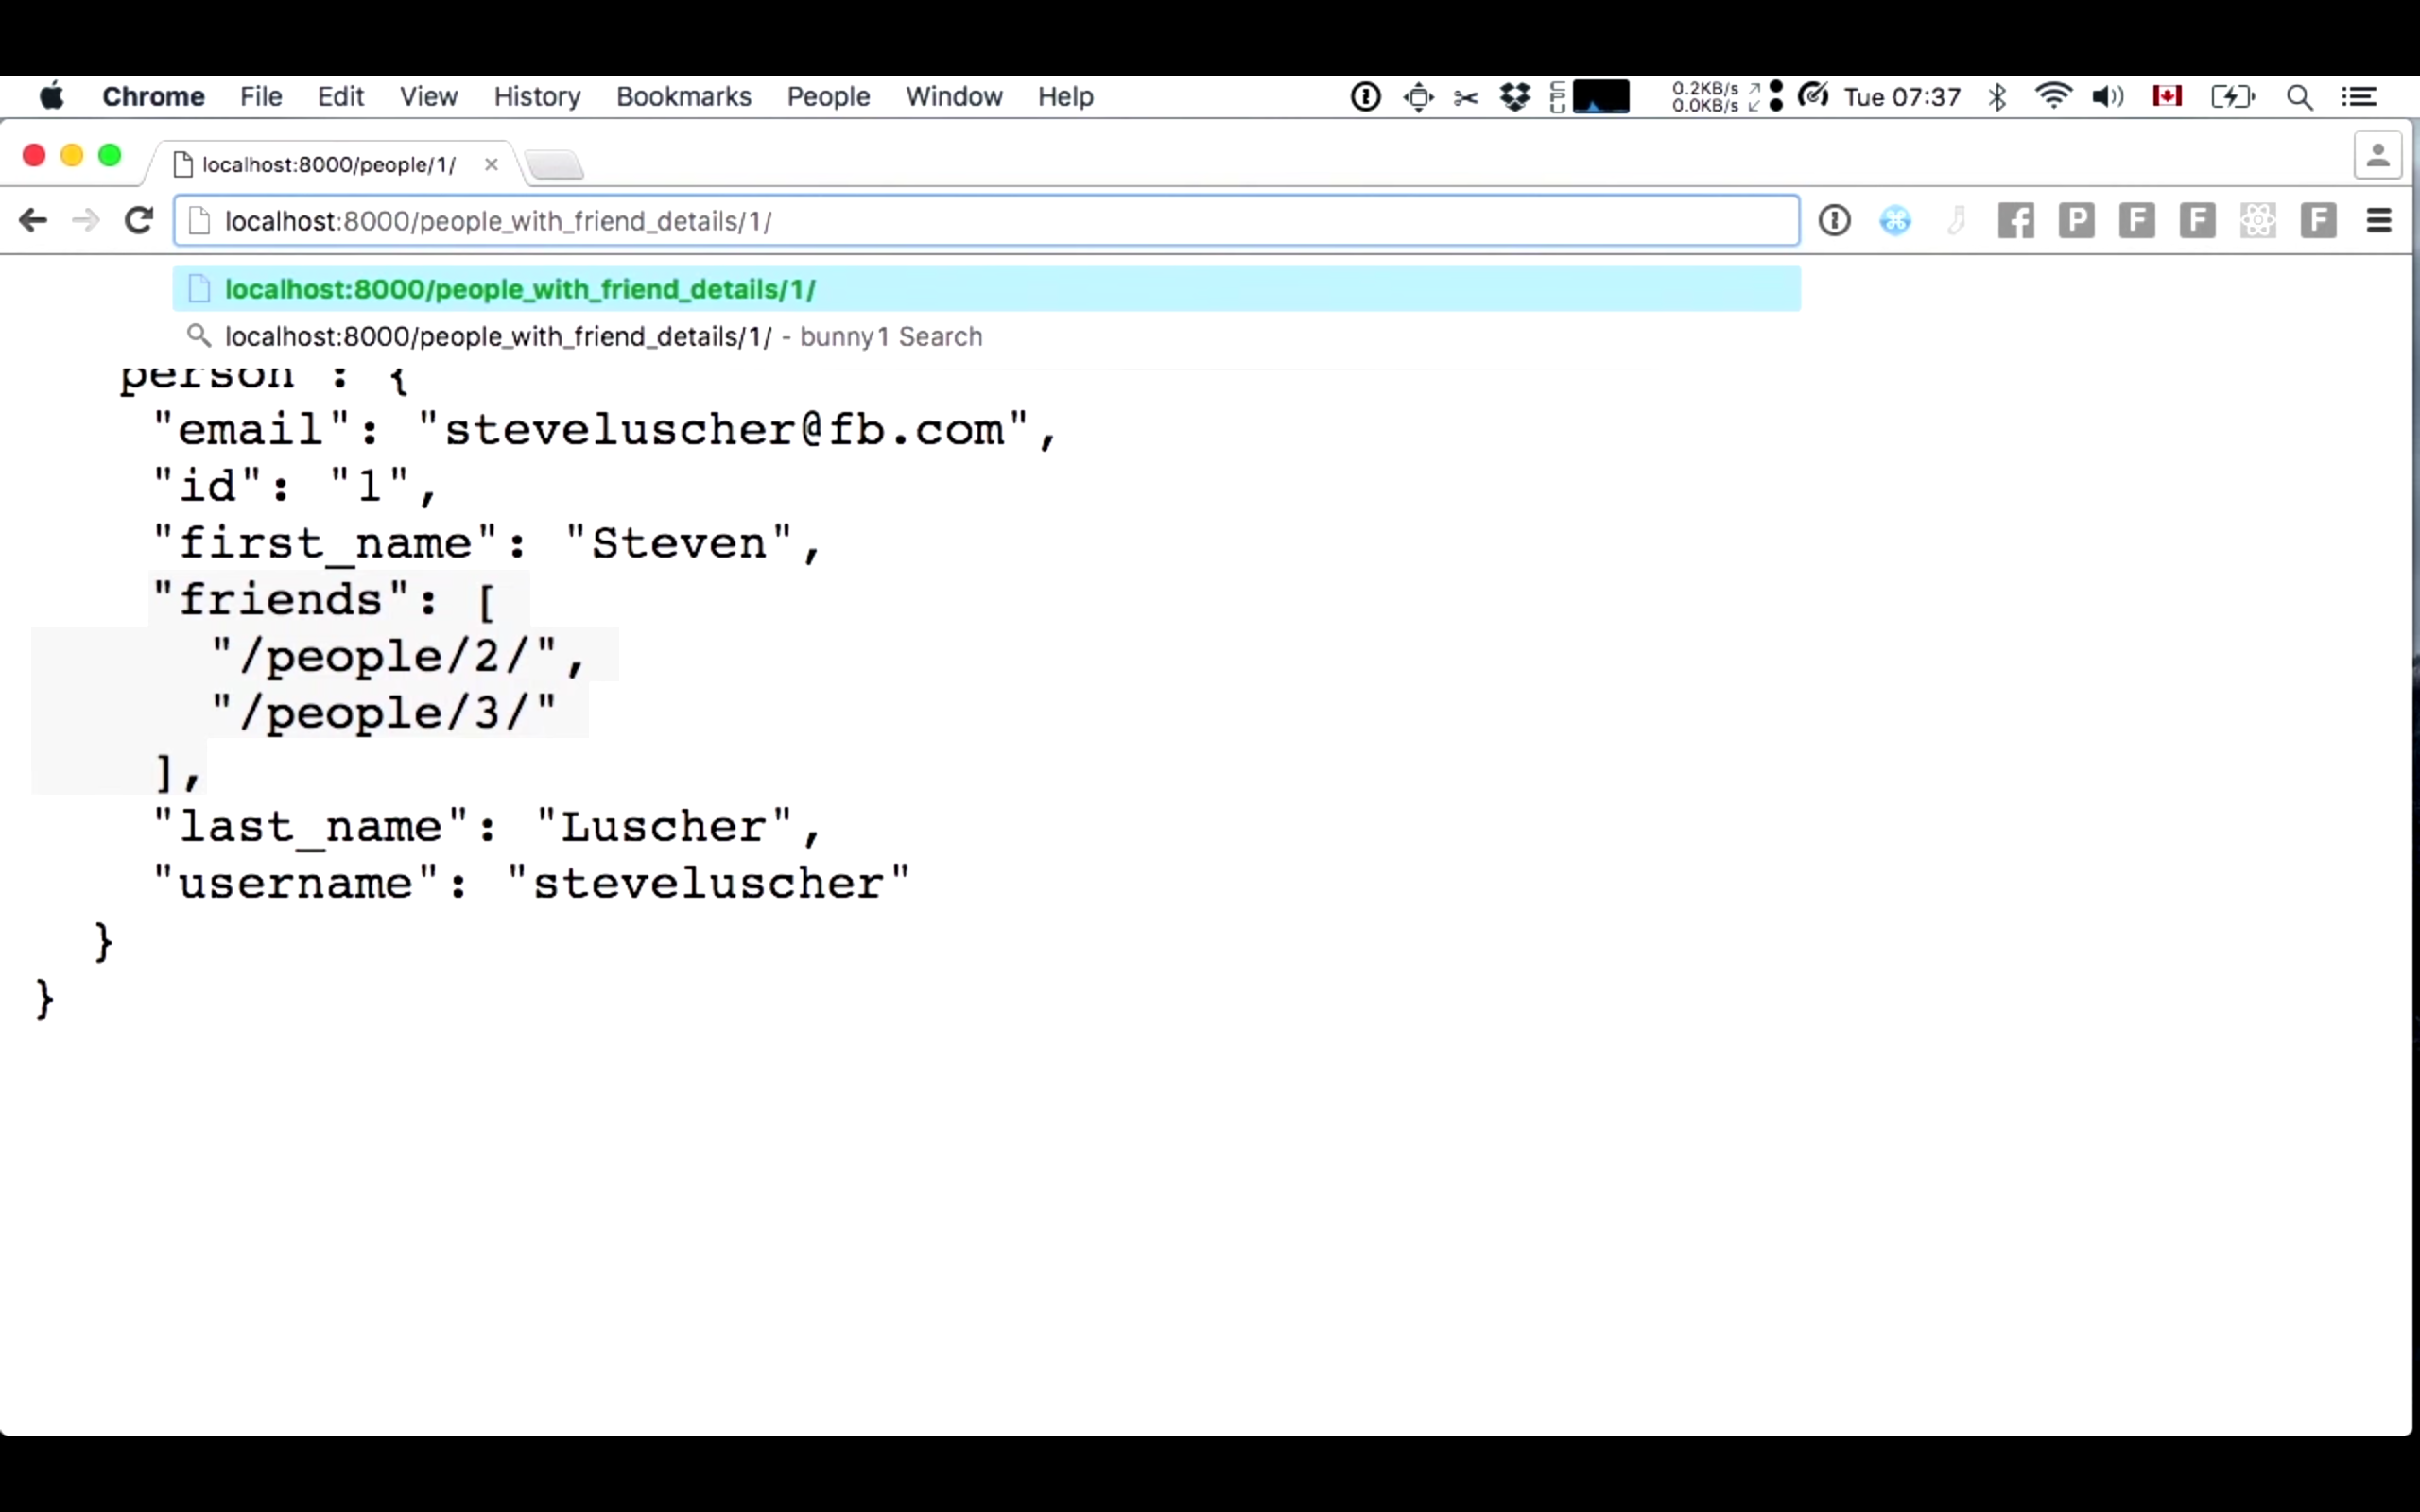 Chrome File Edit View History Bookmarks People Window Help CPU 0.2KB/s 0.0KB/s Tue 07:37
localhost:8000/people/1/
localhost:8000/people_with_friend_details/1/
P F F F
localhost:8000/people_with_friend_details/1/
localhost:8000/people_with_friend_details/1/ - bunny1 Search
person : {
"email": "steveluscher@fb.com",
"id": "1",
"first_name": "Steven",
"friends": [
"/people/2/",
"/people/3/"
],
"last_name": "Luscher",
"username": "steveluscher"
}
}